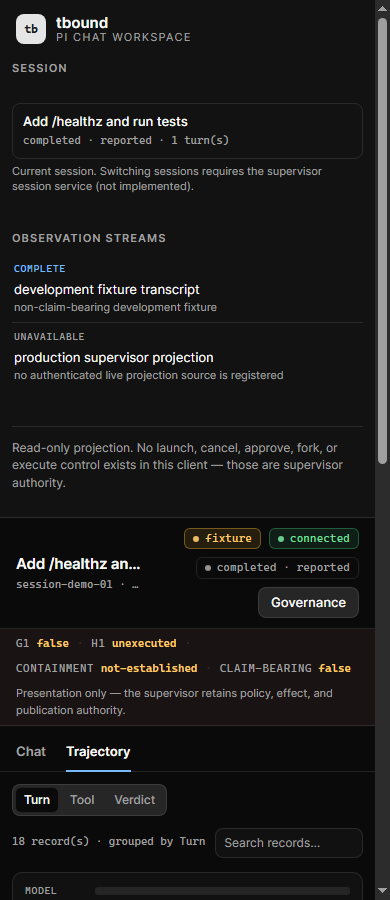 tb
tbound
PI CHAT WORKSPACE
SESSION
Add /healthz and run tests
completed · reported · 1 turn(s)
Current session. Switching sessions requires the supervisor
session service (not implemented).
OBSERVATION STREAMS
COMPLETE
development fixture transcript
non-claim-bearing development fixture
UNAVAILABLE
production supervisor projection
no authenticated live projection source is registered
Read-only projection. No launch, cancel, approve, fork, or
execute control exists in this client — those are supervisor
authority.
fixture
connected
Add /healthz an...
session-demo-01 · …
completed · reported
Governance
G1 false · H1 unexecuted ·
CONTAINMENT not-established · CLAIM-BEARING false
Presentation only — the supervisor retains policy, effect, and
publication authority.
Chat Trajectory
Turn Tool Verdict
18 record(s) · grouped by Turn
Search records...
MODEL